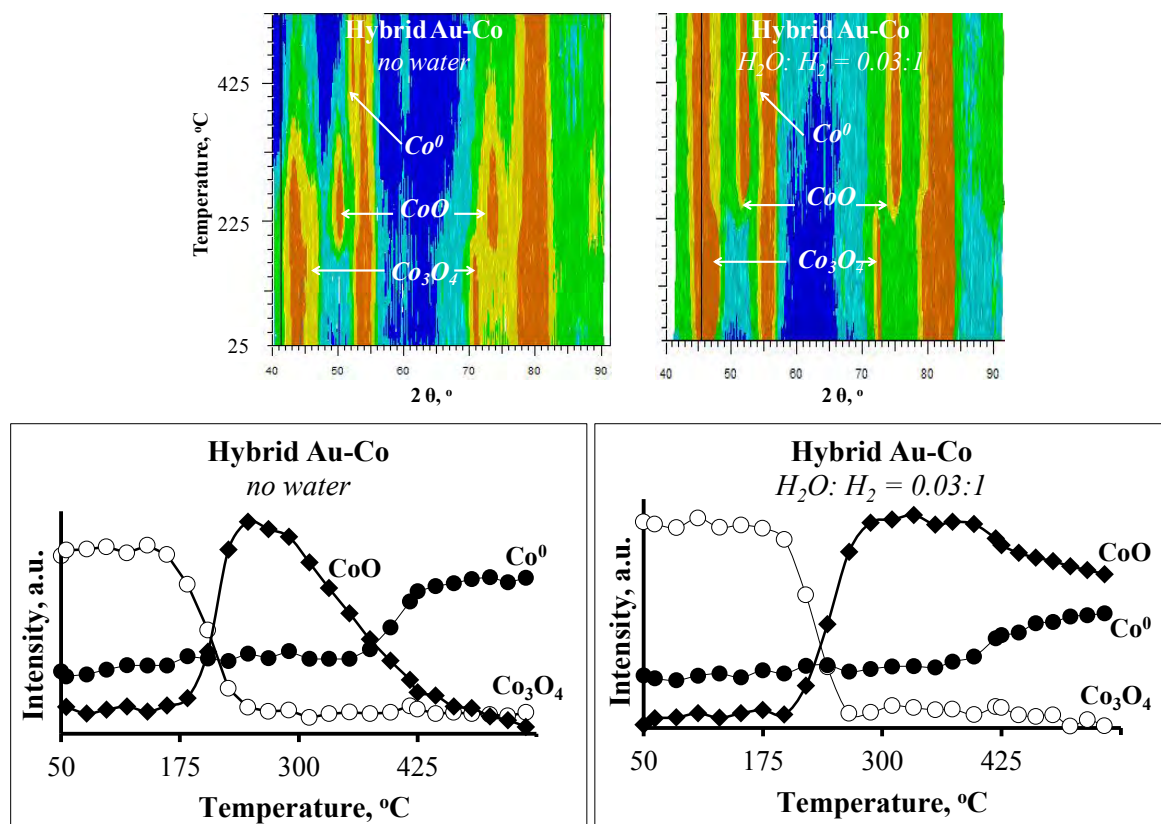 Hybrid Au-Co
no water
Co⁰
CoO
Co₃O₄
Temperature, °C
425
225
25
40 50 60 70 80 90
2 θ, °
Hybrid Au-Co
H₂O: H₂ = 0.03:1
Co⁰
CoO
Co₃O₄
40 50 60 70 80 90
2 θ, °
Hybrid Au-Co
no water
CoO
Co⁰
Co₃O₄
Intensity, a.u.
50 175 300 425
Temperature, °C
Hybrid Au-Co
H₂O: H₂ = 0.03:1
CoO
Co⁰
Co₃O₄
Intensity, a.u.
50 175 300 425
Temperature, °C